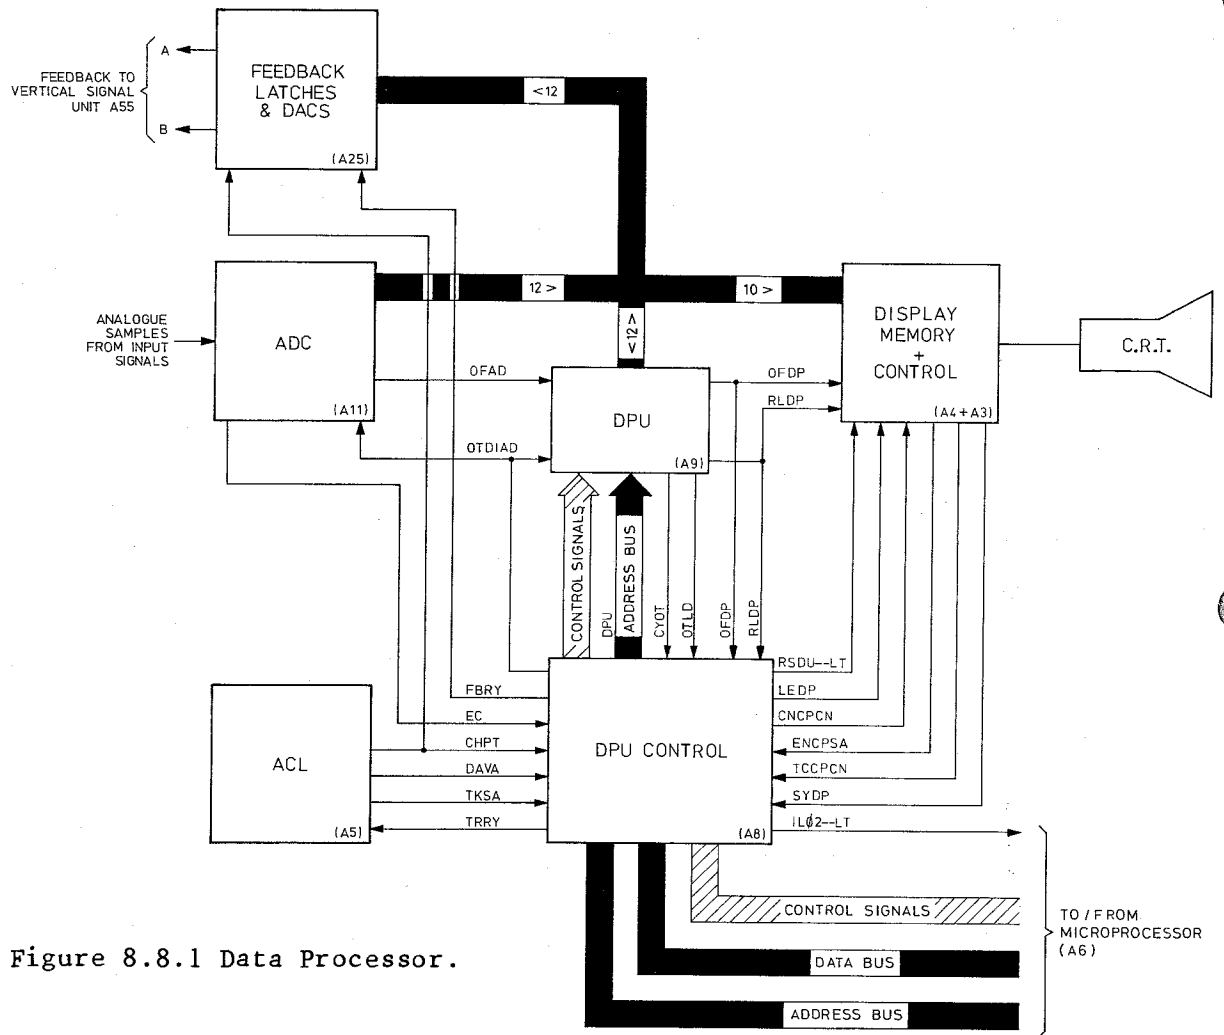 A
FEEDBACK TO
VERTICAL SIGNAL
UNIT A55
B
FEEDBACK
LATCHES
& DACS
(A25)
<12
12>
10>
<12>
ANALOGUE
SAMPLES
FROM INPUT
SIGNALS
ADC
(A11)
OFAD
OTDIAD
DPU
(A9)
OFDP
RLDP
DISPLAY
MEMORY
+
CONTROL
(A4+A3)
C.R.T.
CONTROL SIGNALS
DPU
ADDRESS BUS
CYOT
OTLD
OFDP
RLDP
ACL
(A5)
FBRY
EC
CHPT
DAVA
TKSA
TRRY
DPU CONTROL
(A8)
RSDU--LT
LEDP
CNCPCN
ENCPSA
TCCPCN
SYDP
ILØ2--LT
CONTROL SIGNALS
DATA BUS
ADDRESS BUS
TO/FROM
MICROPROCESSOR
(A6)
Figure 8.8.1 Data Processor.